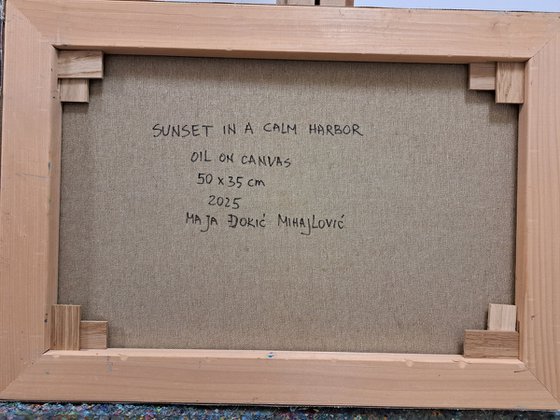 SUNSET IN A CALM HARBOR
OIL ON CANVAS
50 x 35 cm
2025
MAJA ĐOKIĆ MIHAJLOVIĆ